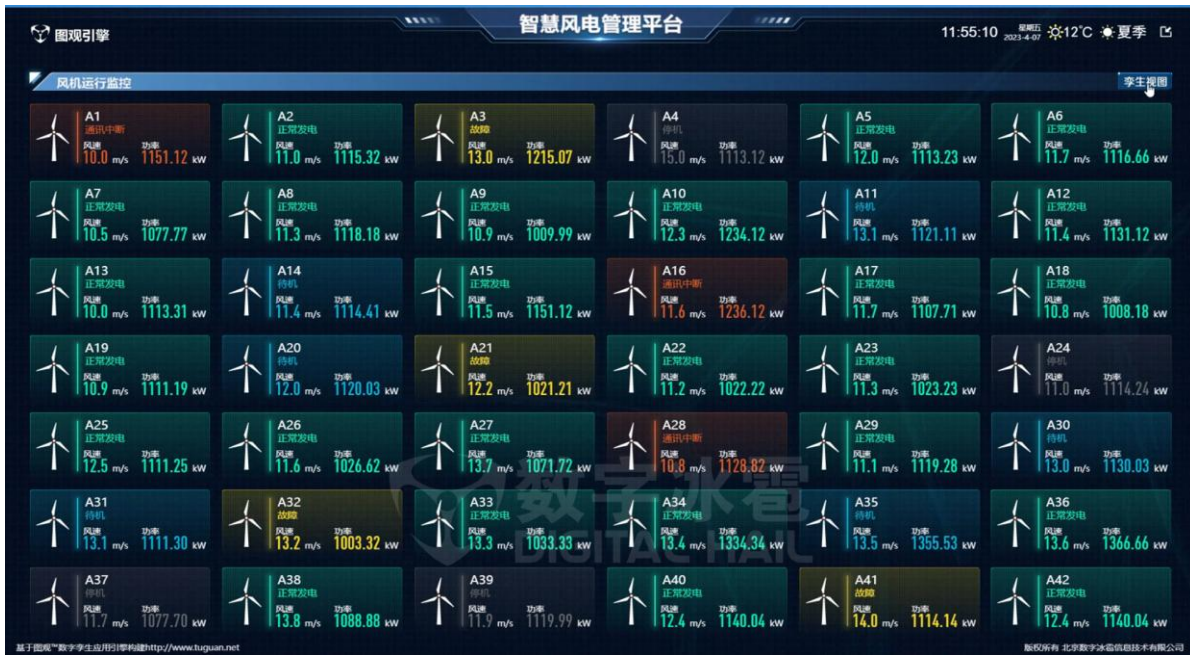 图观引擎
智慧风电管理平台
11:55:10 星期五 2023-4-07 12℃ 夏季
风机运行监控
孪生视图
A1
通讯中断
风速 功率
10.0 m/s 1151.12 kW
A2
正常发电
风速 功率
11.0 m/s 1115.32 kW
A3
故障
风速 功率
13.0 m/s 1215.07 kW
A4
停机
风速 功率
15.0 m/s 1113.12 kW
A5
正常发电
风速 功率
12.0 m/s 1113.23 kW
A6
正常发电
风速 功率
11.7 m/s 1116.66 kW
A7
正常发电
风速 功率
10.5 m/s 1077.77 kW
A8
正常发电
风速 功率
11.3 m/s 1118.18 kW
A9
正常发电
风速 功率
10.9 m/s 1009.99 kW
A10
正常发电
风速 功率
12.3 m/s 1234.12 kW
A11
待机
风速 功率
13.1 m/s 1121.11 kW
A12
正常发电
风速 功率
11.4 m/s 1131.12 kW
A13
正常发电
风速 功率
10.0 m/s 1113.31 kW
A14
待机
风速 功率
11.4 m/s 1114.41 kW
A15
正常发电
风速 功率
11.5 m/s 1151.12 kW
A16
通讯中断
风速 功率
11.6 m/s 1236.12 kW
A17
正常发电
风速 功率
11.7 m/s 1107.71 kW
A18
正常发电
风速 功率
10.8 m/s 1008.18 kW
A19
正常发电
风速 功率
10.9 m/s 1111.19 kW
A20
待机
风速 功率
12.0 m/s 1120.03 kW
A21
故障
风速 功率
12.2 m/s 1021.21 kW
A22
正常发电
风速 功率
11.2 m/s 1022.22 kW
A23
正常发电
风速 功率
11.3 m/s 1023.23 kW
A24
停机
风速 功率
11.0 m/s 1114.24 kW
A25
正常发电
风速 功率
12.5 m/s 1111.25 kW
A26
正常发电
风速 功率
11.6 m/s 1026.62 kW
A27
正常发电
风速 功率
13.7 m/s 1071.72 kW
A28
通讯中断
风速 功率
10.8 m/s 1128.82 kW
A29
正常发电
风速 功率
11.1 m/s 1119.28 kW
A30
待机
风速 功率
13.0 m/s 1130.03 kW
A31
待机
风速 功率
13.1 m/s 1111.30 kW
A32
故障
风速 功率
13.2 m/s 1003.32 kW
A33
正常发电
风速 功率
13.3 m/s 1033.33 kW
A34
正常发电
风速 功率
13.4 m/s 1334.34 kW
A35
待机
风速 功率
13.5 m/s 1355.53 kW
A36
正常发电
风速 功率
13.6 m/s 1366.66 kW
数字冰雹
DIGITAL HAIL
A37
停机
风速 功率
11.7 m/s 1077.70 kW
A38
正常发电
风速 功率
13.8 m/s 1088.88 kW
A39
停机
风速 功率
11.9 m/s 1119.99 kW
A40
正常发电
风速 功率
12.4 m/s 1140.04 kW
A41
故障
风速 功率
14.0 m/s 1114.14 kW
A42
正常发电
风速 功率
12.4 m/s 1140.04 kW
基于图观™数字孪生应用引擎构建http://www.tuguan.net
版权所有 北京数字冰雹信息技术有限公司